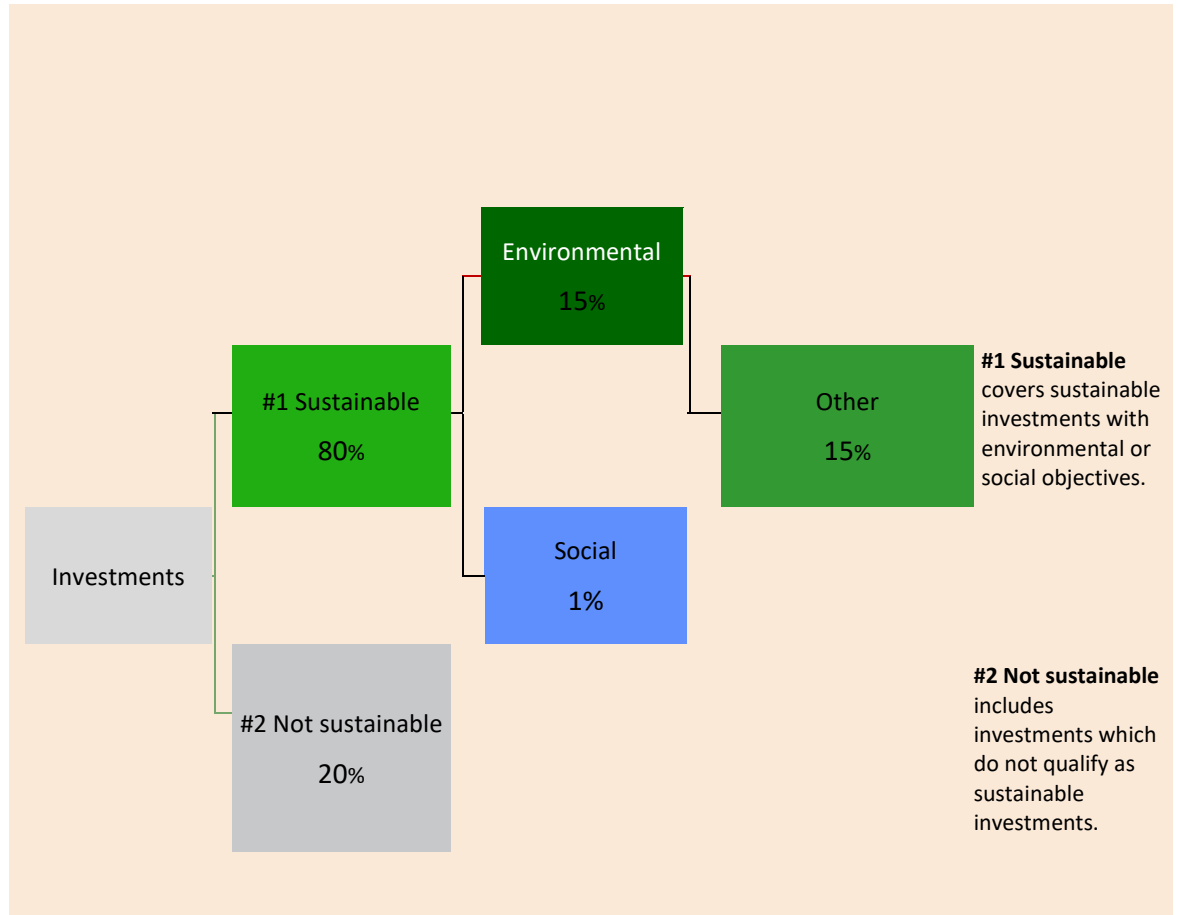 Environmental
15%
#1 Sustainable
80%
Other
15%
#1 Sustainable
covers sustainable
investments with
environmental or
social objectives.
Investments
Social
1%
#2 Not sustainable
20%
#2 Not sustainable
includes
investments which
do not qualify as
sustainable
investments.